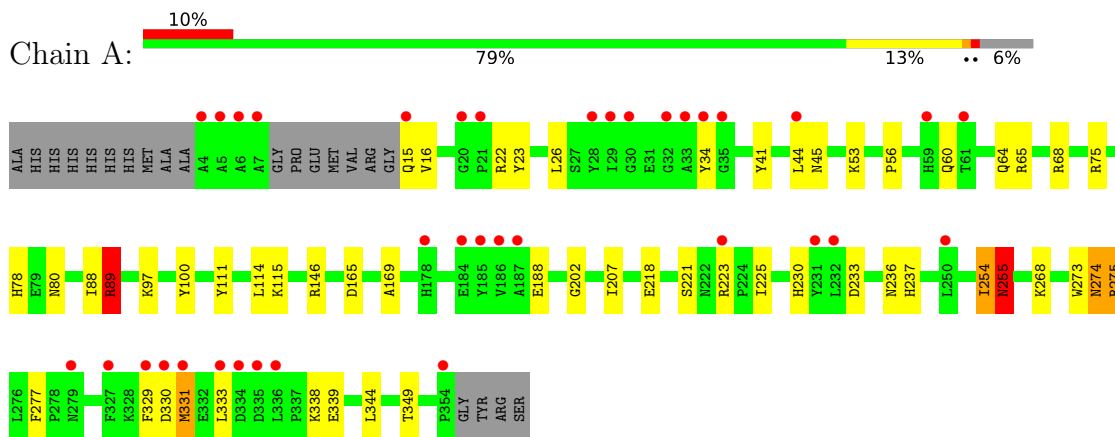 Chain A:
10%
79%
13%
••
6%
ALA HIS HIS HIS HIS HIS HIS MET ALA ALA A4 A5 A6 A7 GLY PRO GLU MET VAL ARG GLY Q15 V16 G20 P21 R22 Y23 L26 S27 Y28 I29 G30 E31 G32 A33 Y34 G35 Y41 L44 N45 K53 P56 H59 Q60 T61 Q64 R65 R68 R75
H78 E79 N80 I88 R89 K97 Y100 Y111 L114 K115 R146 D165 A169 H178 E184 Y185 V186 A187 E188 G202 I207 E218 S221 N222 R223 P224 I225 H230 Y231 L232 D233 N236 H237 L250 I254 N255 K268 W273 N274 R275
L276 F277 P278 N279 F327 K328 F329 D330 M331 E332 L333 D334 D335 L336 P337 K338 E339 L344 T349 P354 GLY TYR ARG SER